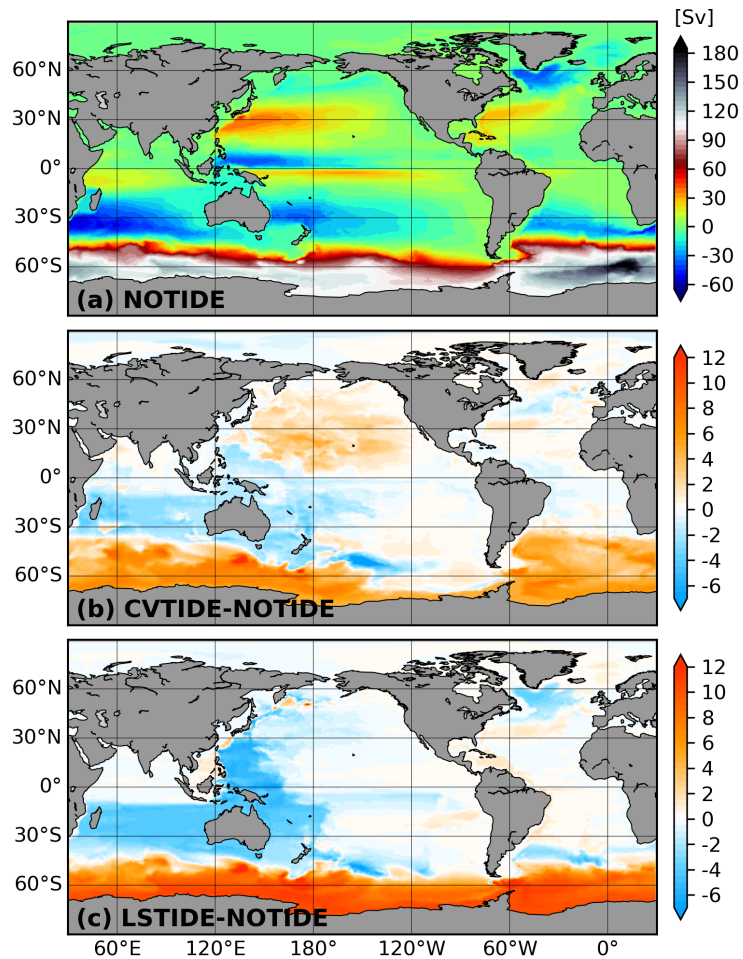 [Sv]
180
150
120
90
60
30
0
-30
-60
60°N
30°N
0°
30°S
60°S
(a) NOTIDE
12
10
8
6
4
2
0
-2
-4
-6
60°N
30°N
0°
30°S
60°S
(b) CVTIDE-NOTIDE
12
10
8
6
4
2
0
-2
-4
-6
60°N
30°N
0°
30°S
60°S
(c) LSTIDE-NOTIDE
60°E 120°E 180° 120°W 60°W 0°